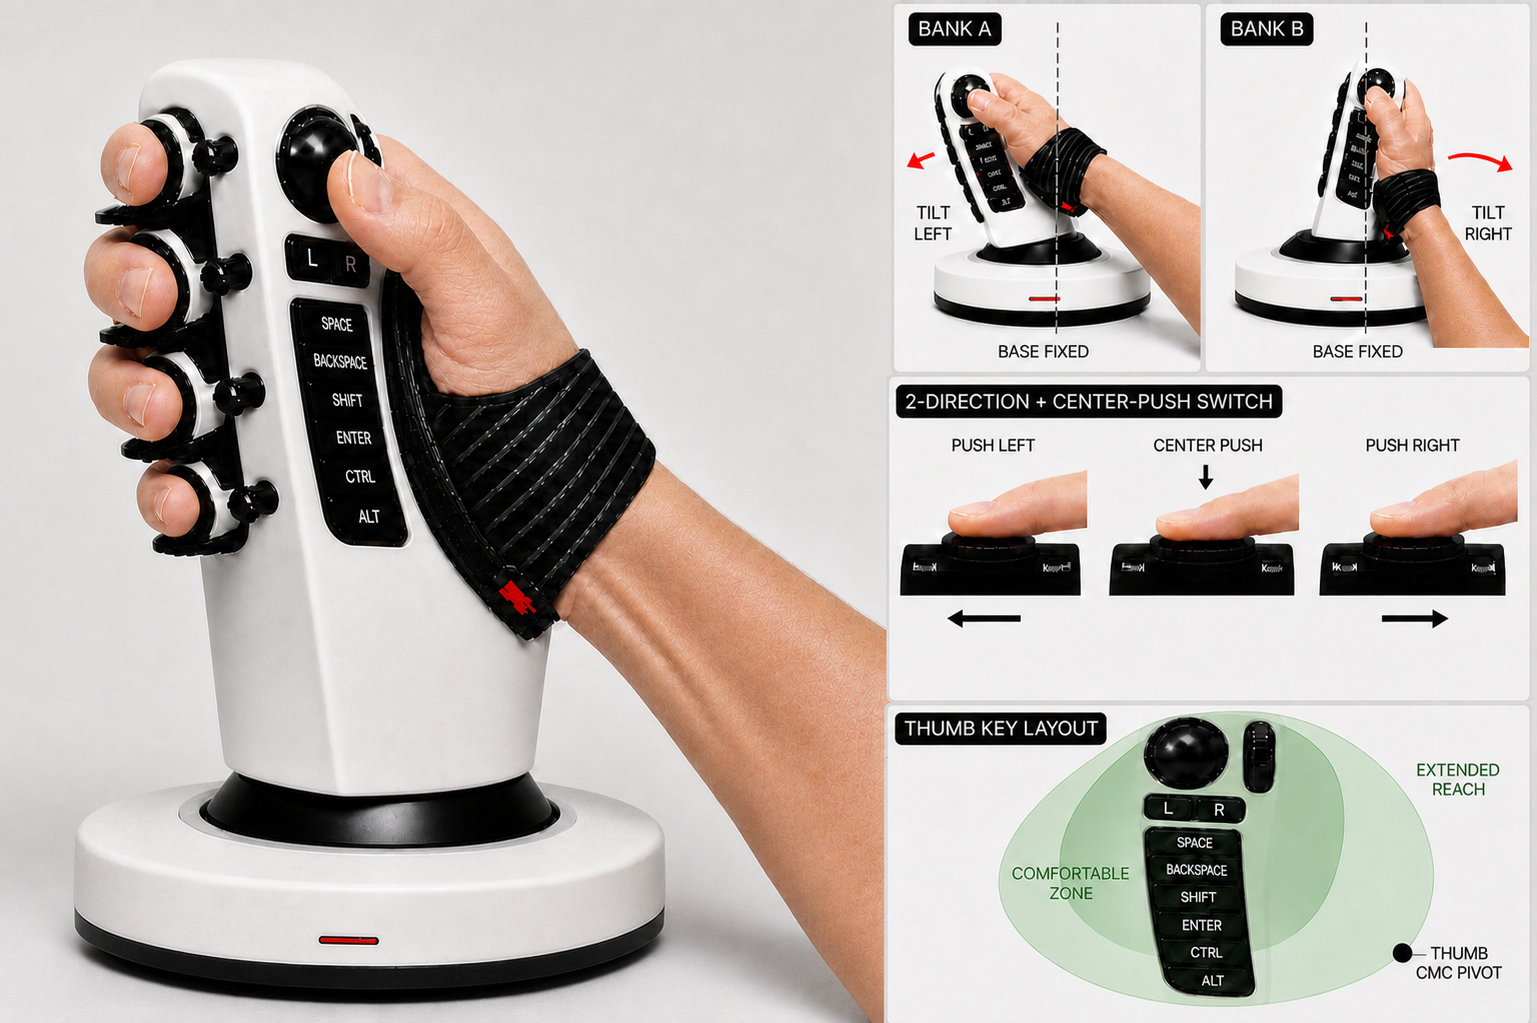 L R
SPACE
BACKSPACE
SHIFT
ENTER
CTRL
ALT
BANK A
TILT
LEFT
BASE FIXED
BANK B
TILT
RIGHT
BASE FIXED
2-DIRECTION + CENTER-PUSH SWITCH
PUSH LEFT
CENTER PUSH
PUSH RIGHT
THUMB KEY LAYOUT
EXTENDED
REACH
L R
SPACE
BACKSPACE
SHIFT
ENTER
CTRL
ALT
COMFORTABLE
ZONE
THUMB
CMC PIVOT